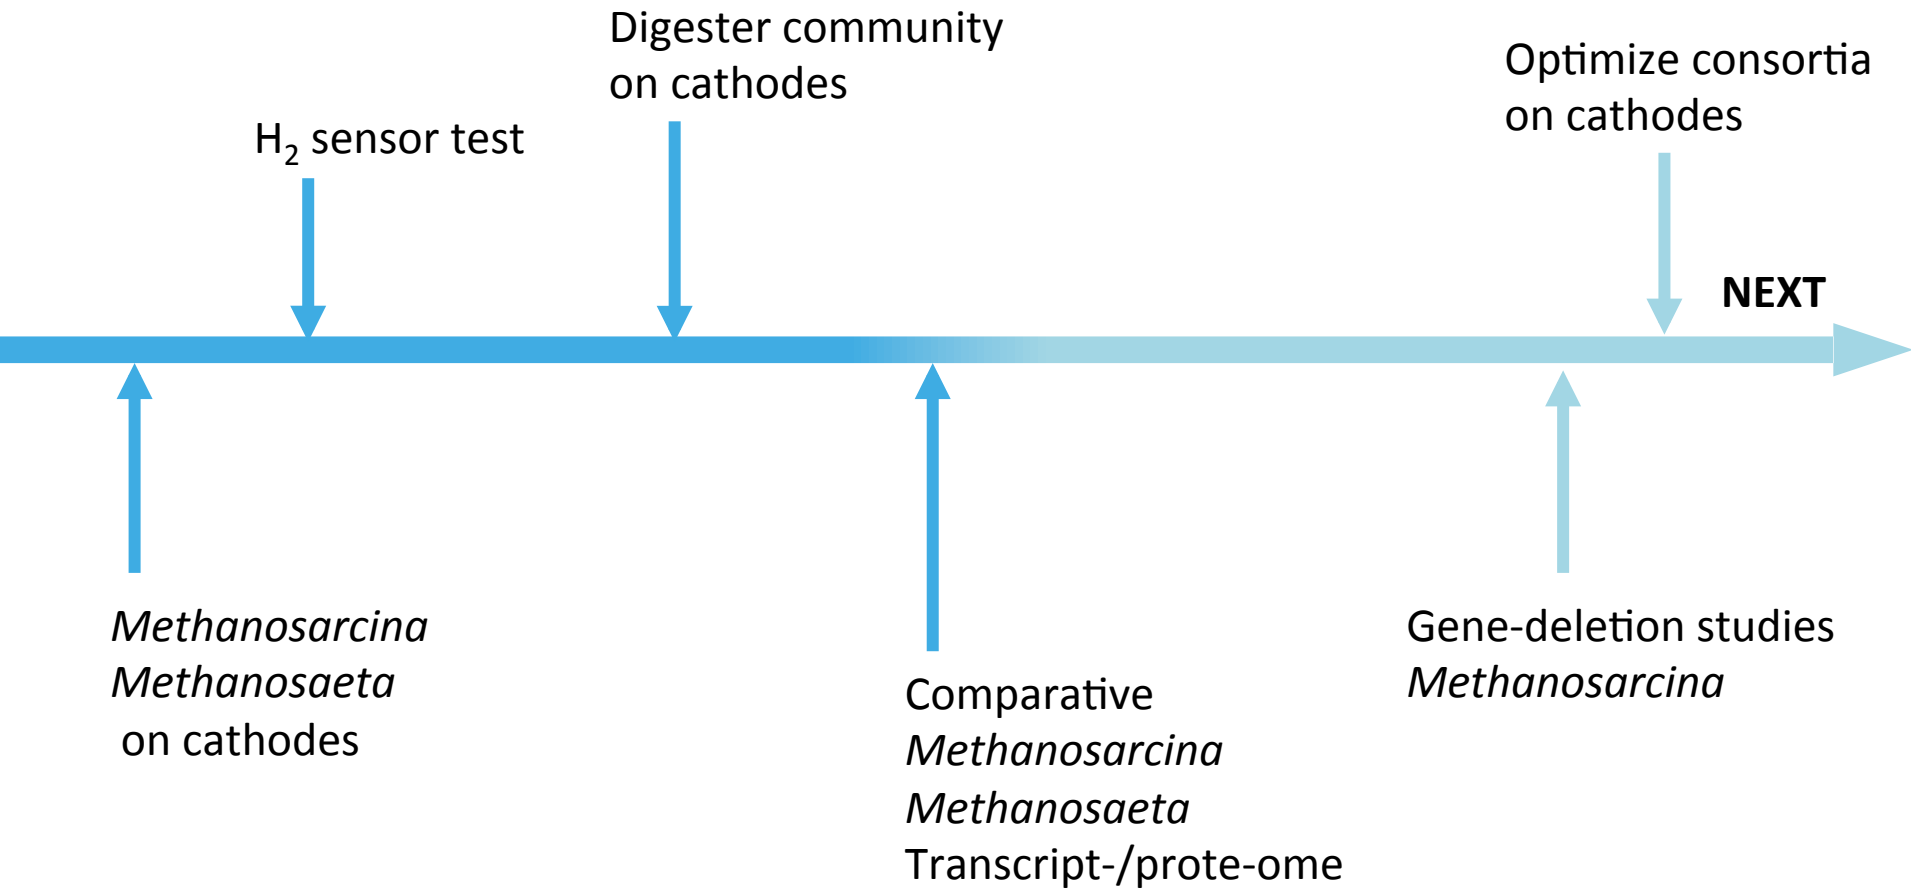 Digester community
on cathodes
Optimize consortia
on cathodes
H₂ sensor test
NEXT
Methanosarcina
Methanosaeta
on cathodes
Comparative
Methanosarcina
Methanosaeta
Transcript-/prote-ome
Gene-deletion studies
Methanosarcina